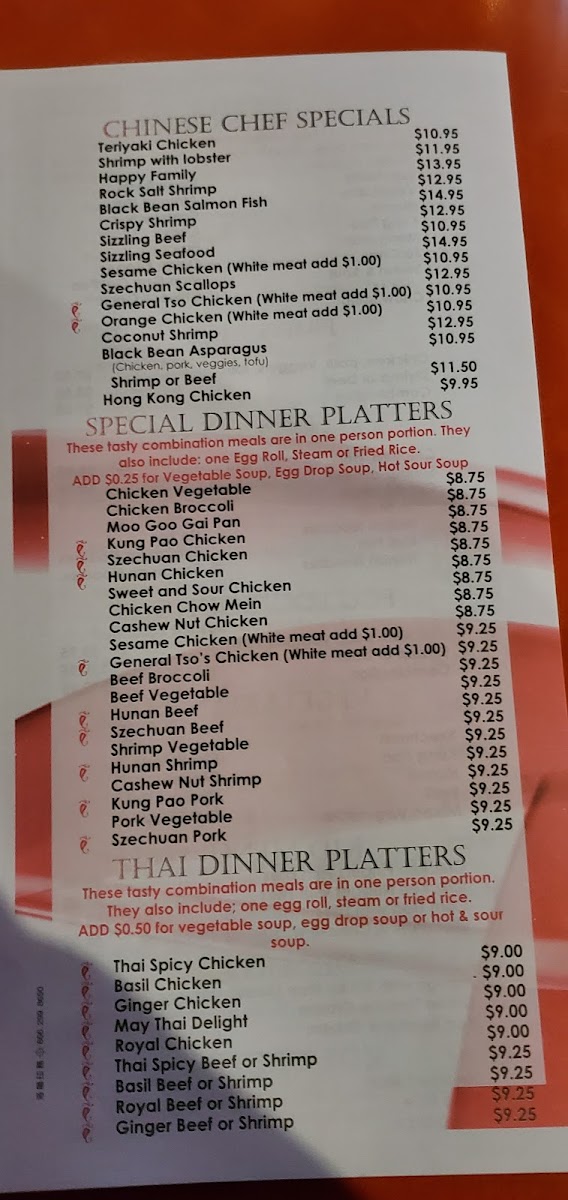 CHINESE CHEF SPECIALS
Teriyaki Chicken $10.95
Shrimp with lobster $11.95
Happy Family $13.95
Rock Salt Shrimp $12.95
Black Bean Salmon Fish $14.95
Crispy Shrimp $12.95
Sizzling Beef $10.95
Sizzling Seafood $14.95
Sesame Chicken (White meat add $1.00) $10.95
Szechuan Scallops $12.95
General Tso Chicken (White meat add $1.00) $10.95
Orange Chicken (White meat add $1.00) $10.95
Coconut Shrimp $12.95
Black Bean Asparagus $10.95
(Chicken, pork, veggies, tofu)
Shrimp or Beef $11.50
Hong Kong Chicken $9.95
SPECIAL DINNER PLATTERS
These tasty combination meals are in one person portion. They
also include: one Egg Roll, Steam or Fried Rice.
ADD $0.25 for Vegetable Soup, Egg Drop Soup, Hot Sour Soup
Chicken Vegetable $8.75
Chicken Broccoli $8.75
Moo Goo Gai Pan $8.75
Kung Pao Chicken $8.75
Szechuan Chicken $8.75
Hunan Chicken $8.75
Sweet and Sour Chicken $8.75
Chicken Chow Mein $8.75
Cashew Nut Chicken $8.75
Sesame Chicken (White meat add $1.00) $9.25
General Tso's Chicken (White meat add $1.00) $9.25
Beef Broccoli $9.25
Beef Vegetable $9.25
Hunan Beef $9.25
Szechuan Beef $9.25
Shrimp Vegetable $9.25
Hunan Shrimp $9.25
Cashew Nut Shrimp $9.25
Kung Pao Pork $9.25
Pork Vegetable $9.25
Szechuan Pork $9.25
THAI DINNER PLATTERS
These tasty combination meals are in one person portion.
They also include; one egg roll, steam or fried rice.
ADD $0.50 for vegetable soup, egg drop soup or hot & sour
soup.
Thai Spicy Chicken $9.00
Basil Chicken $9.00
Ginger Chicken $9.00
May Thai Delight $9.00
Royal Chicken $9.00
Thai Spicy Beef or Shrimp $9.25
Basil Beef or Shrimp $9.25
Royal Beef or Shrimp $9.25
Ginger Beef or Shrimp $9.25